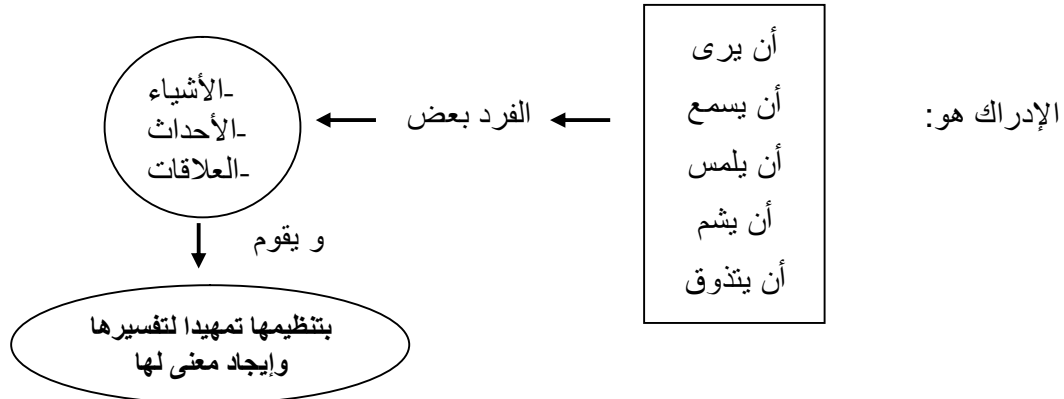 الإدراك هو:
أن يرى
أن يسمع
أن يلمس
أن يشم
أن يتذوق
الفرد بعض
-الأشياء
-الأحداث
-العلاقات
و يقوم
بتنظيمها تمهيدا لتفسيرها
وإيجاد معنى لها